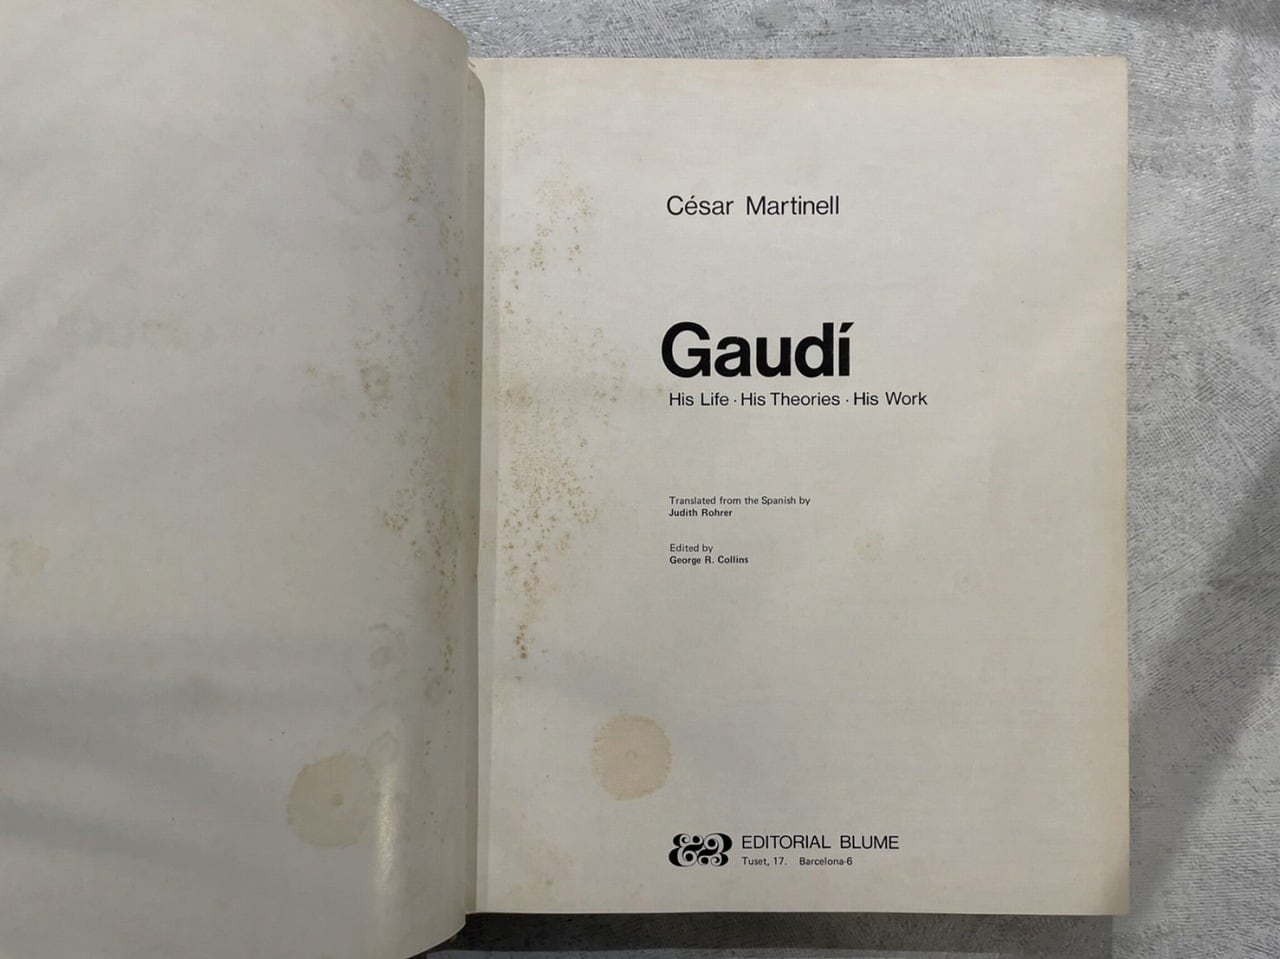 César Martinell
Gaudí
His Life · His Theories · His Work
Translated from the Spanish by
Judith Rohrer
Edited by
George R. Collins
EDITORIAL BLUME
Tuset, 17. Barcelona-6